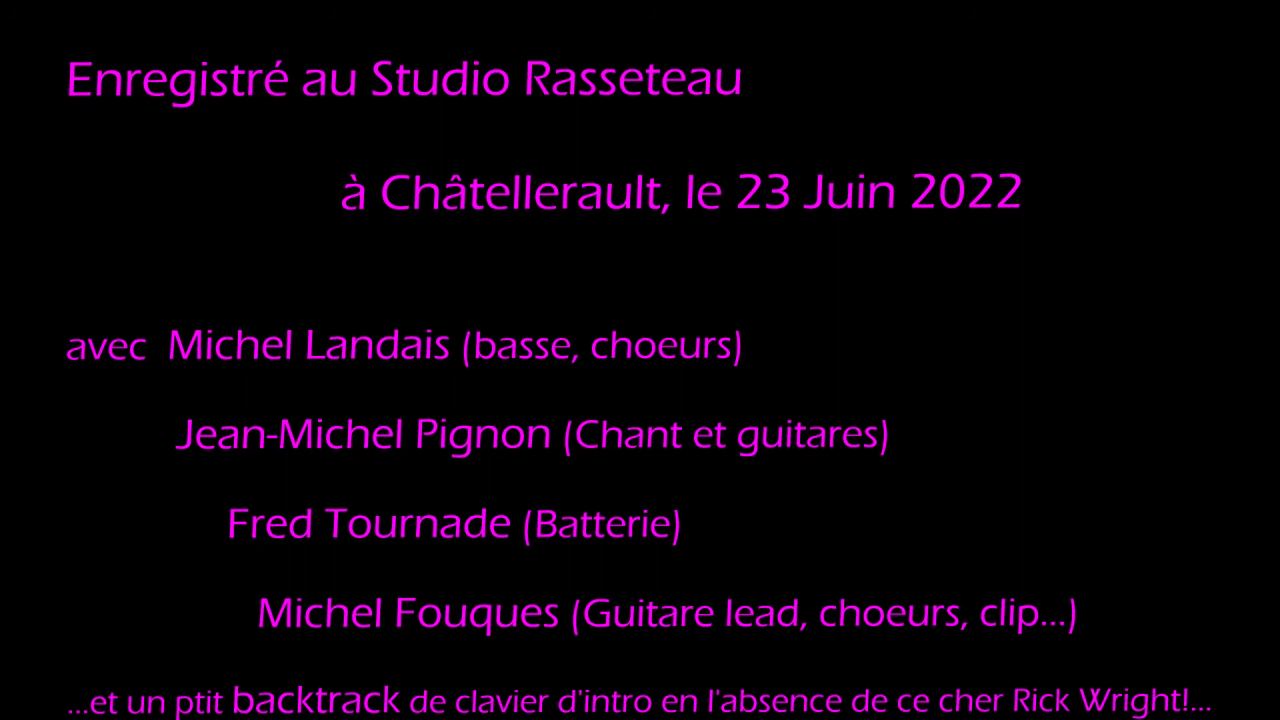 Enregistré au Studio Rasseteau
à Châtellerault, le 23 Juin 2022
avec Michel Landais (basse, choeurs)
Jean-Michel Pignon (Chant et guitares)
Fred Tournade (Batterie)
Michel Fouques (Guitare lead, choeurs, clip...)
...et un ptit backtrack de clavier d'intro en l'absence de ce cher Rick Wright!...